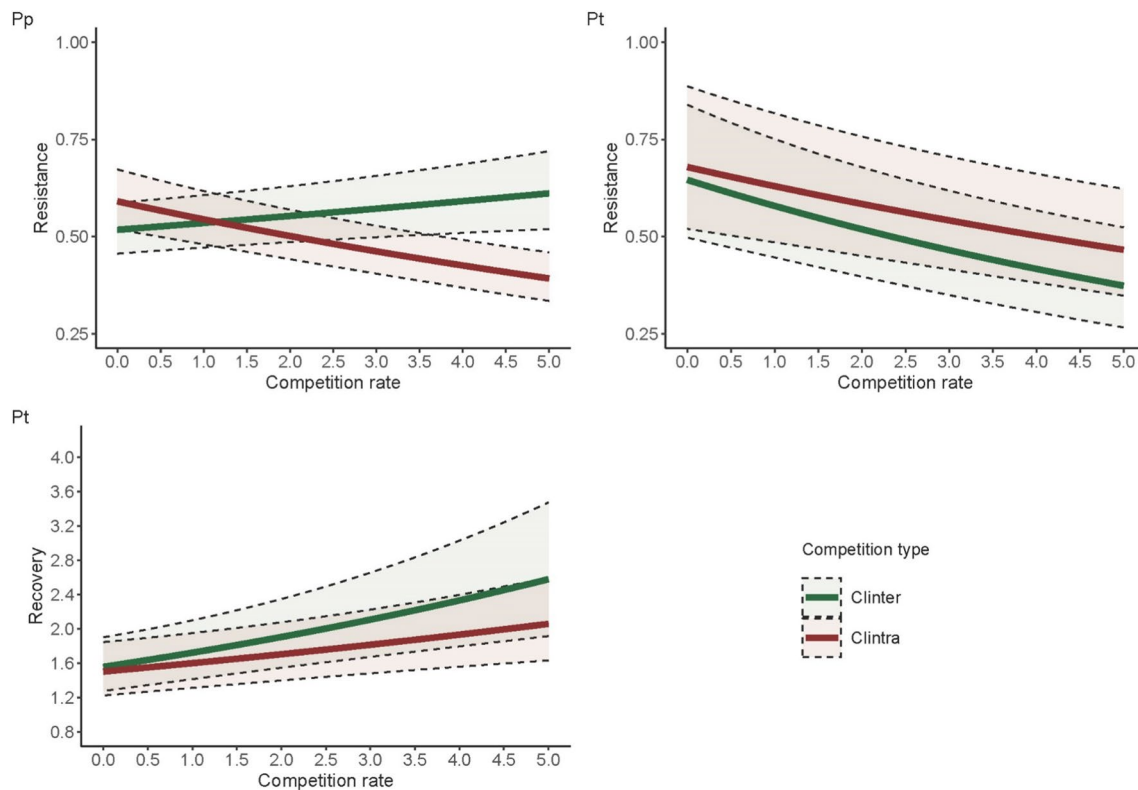 Pp
1.00
0.75
0.50
0.25
Resistance
0.0 0.5 1.0 1.5 2.0 2.5 3.0 3.5 4.0 4.5 5.0
Competition rate
Pt
1.00
0.75
0.50
0.25
Resistance
0.0 0.5 1.0 1.5 2.0 2.5 3.0 3.5 4.0 4.5 5.0
Competition rate
Pt
4.0
3.6
3.2
2.8
2.4
2.0
1.6
1.2
0.8
Recovery
0.0 0.5 1.0 1.5 2.0 2.5 3.0 3.5 4.0 4.5 5.0
Competition rate
Competition type
CIinter
CIintra